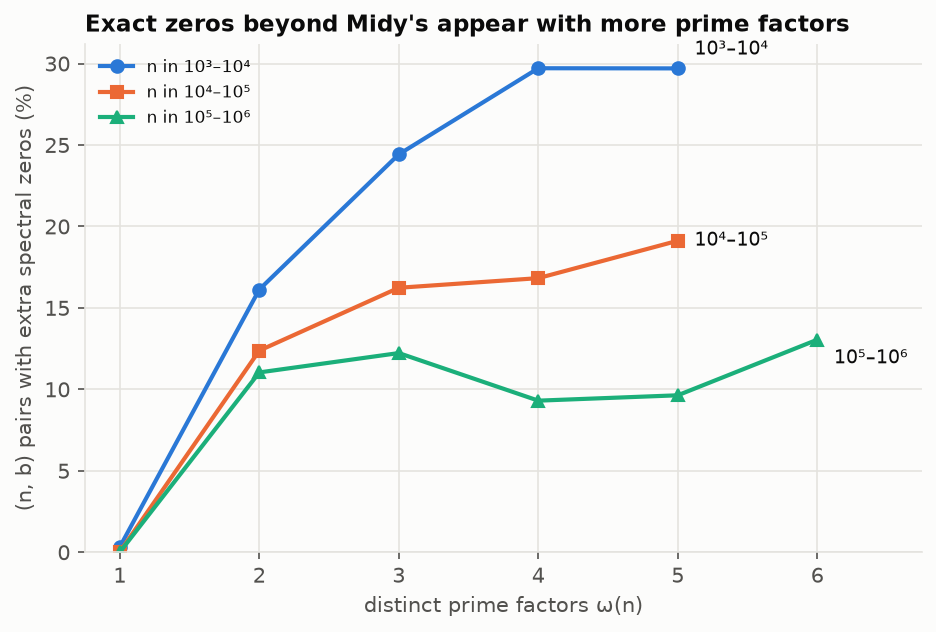 Exact zeros beyond Midy's appear with more prime factors
n in 10³–10⁴
n in 10⁴–10⁵
n in 10⁵–10⁶
10³–10⁴
10⁴–10⁵
10⁵–10⁶
(n, b) pairs with extra spectral zeros (%)
30
25
20
15
10
5
0
1 2 3 4 5 6
distinct prime factors ω(n)